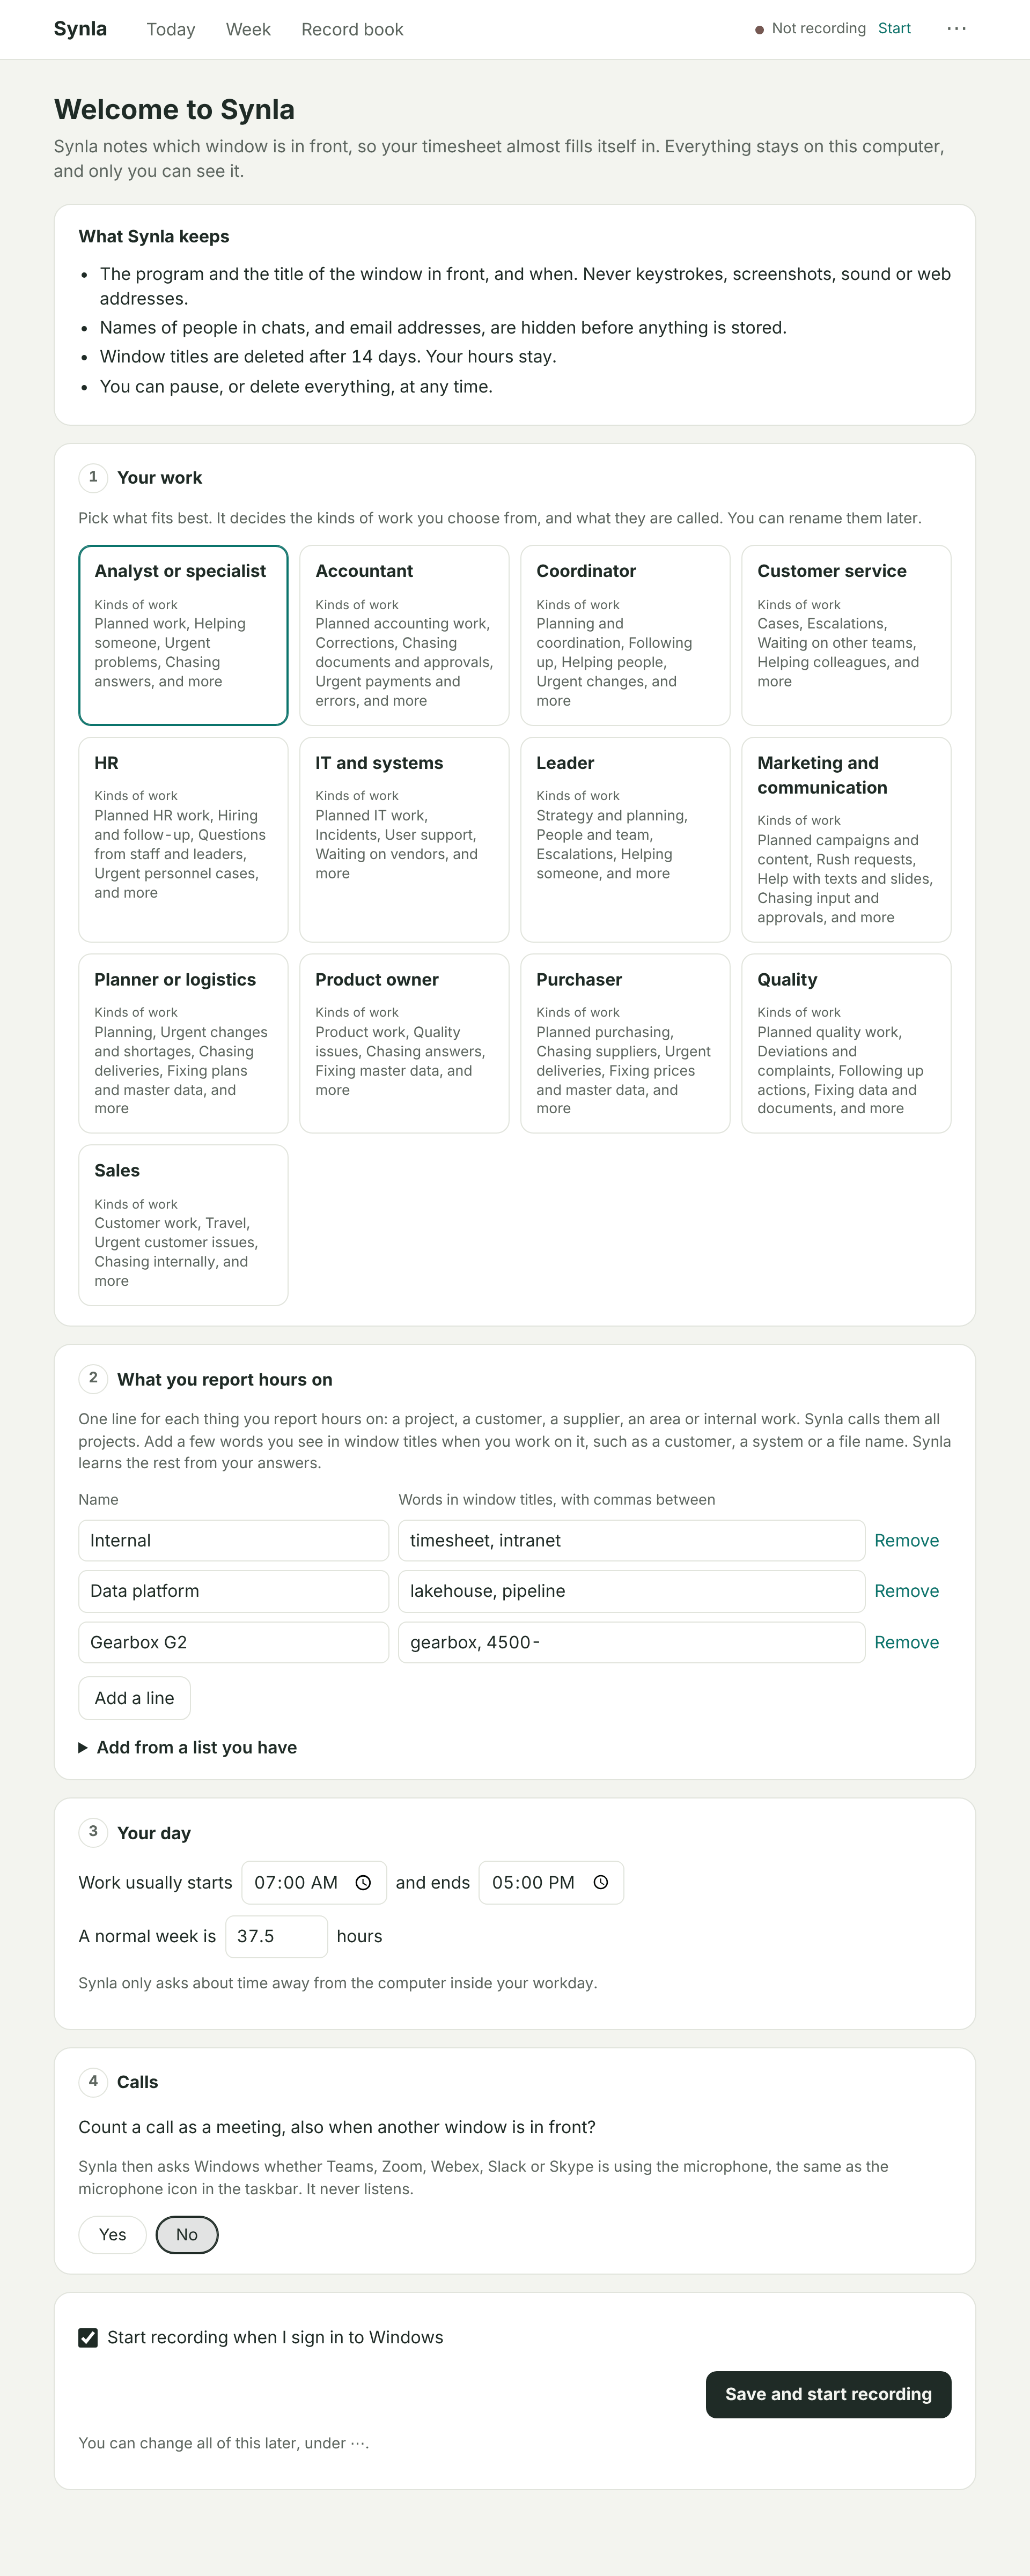 Synla
Today
Week
Record book
Not recording
Start
···
Welcome to Synla
Synla notes which window is in front, so your timesheet almost fills itself in. Everything stays on this computer,
and only you can see it.
What Synla keeps
• The program and the title of the window in front, and when. Never keystrokes, screenshots, sound or web
addresses.
• Names of people in chats, and email addresses, are hidden before anything is stored.
• Window titles are deleted after 14 days. Your hours stay.
• You can pause, or delete everything, at any time.
1 Your work
Pick what fits best. It decides the kinds of work you choose from, and what they are called. You can rename them later.
Analyst or specialist
Kinds of work
Planned work, Helping
someone, Urgent
problems, Chasing
answers, and more
Accountant
Kinds of work
Planned accounting work,
Corrections, Chasing
documents and approvals,
Urgent payments and
errors, and more
Coordinator
Kinds of work
Planning and
coordination, Following
up, Helping people,
Urgent changes, and
more
Customer service
Kinds of work
Cases, Escalations,
Waiting on other teams,
Helping colleagues, and
more
HR
Kinds of work
Planned HR work, Hiring
and follow-up, Questions
from staff and leaders,
Urgent personnel cases,
and more
IT and systems
Kinds of work
Planned IT work,
Incidents, User support,
Waiting on vendors, and
more
Leader
Kinds of work
Strategy and planning,
People and team,
Escalations, Helping
someone, and more
Marketing and
communication
Kinds of work
Planned campaigns and
content, Rush requests,
Help with texts and slides,
Chasing input and
approvals, and more
Planner or logistics
Kinds of work
Planning, Urgent changes
and shortages, Chasing
deliveries, Fixing plans
and master data, and
more
Product owner
Kinds of work
Product work, Quality
issues, Chasing answers,
Fixing master data, and
more
Purchaser
Kinds of work
Planned purchasing,
Chasing suppliers, Urgent
deliveries, Fixing prices
and master data, and
more
Quality
Kinds of work
Planned quality work,
Deviations and
complaints, Following up
actions, Fixing data and
documents, and more
Sales
Kinds of work
Customer work, Travel,
Urgent customer issues,
Chasing internally, and
more
2 What you report hours on
One line for each thing you report hours on: a project, a customer, a supplier, an area or internal work. Synla calls them all
projects. Add a few words you see in window titles when you work on it, such as a customer, a system or a file name. Synla
learns the rest from your answers.
Name
Words in window titles, with commas between
Internal
timesheet, intranet
Remove
Data platform
lakehouse, pipeline
Remove
Gearbox G2
gearbox, 4500-
Remove
Add a line
Add from a list you have
3 Your day
Work usually starts 07:00 AM and ends 05:00 PM
A normal week is 37.5 hours
Synla only asks about time away from the computer inside your workday.
4 Calls
Count a call as a meeting, also when another window is in front?
Synla then asks Windows whether Teams, Zoom, Webex, Slack or Skype is using the microphone, the same as the
microphone icon in the taskbar. It never listens.
Yes
No
Start recording when I sign in to Windows
Save and start recording
You can change all of this later, under ···.